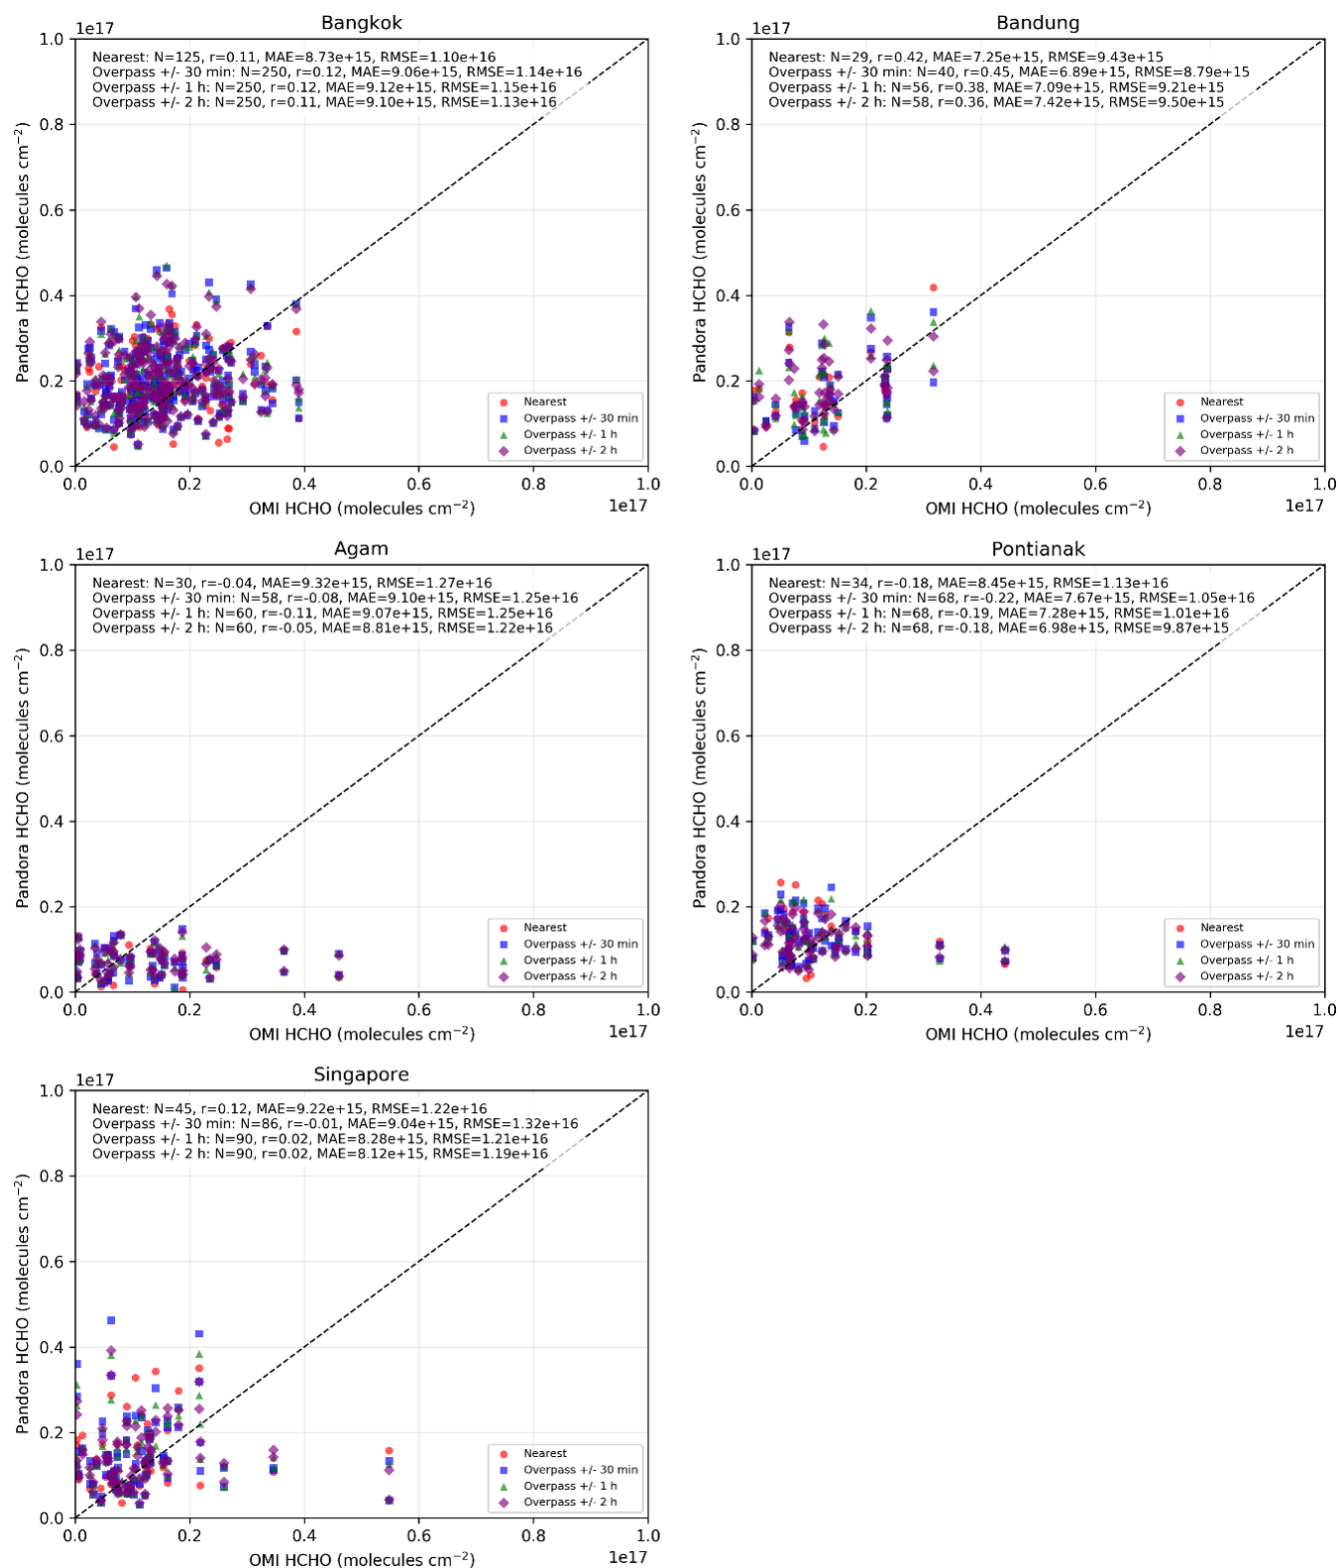 Bangkok
1e17
Nearest: N=125, r=0.11, MAE=8.73e+15, RMSE=1.10e+16
Overpass +/- 30 min: N=250, r=0.12, MAE=9.06e+15, RMSE=1.14e+16
Overpass +/- 1 h: N=250, r=0.12, MAE=9.12e+15, RMSE=1.15e+16
Overpass +/- 2 h: N=250, r=0.11, MAE=9.10e+15, RMSE=1.13e+16
Pandora HCHO (molecules cm⁻²)
1.0
0.8
0.6
0.4
0.2
0.0
Nearest
Overpass +/- 30 min
Overpass +/- 1 h
Overpass +/- 2 h
0.0 0.2 0.4 0.6 0.8 1.0
OMI HCHO (molecules cm⁻²)
1e17
Bandung
1e17
Nearest: N=29, r=0.42, MAE=7.25e+15, RMSE=9.43e+15
Overpass +/- 30 min: N=40, r=0.45, MAE=6.89e+15, RMSE=8.79e+15
Overpass +/- 1 h: N=56, r=0.38, MAE=7.09e+15, RMSE=9.21e+15
Overpass +/- 2 h: N=58, r=0.36, MAE=7.42e+15, RMSE=9.50e+15
Pandora HCHO (molecules cm⁻²)
1.0
0.8
0.6
0.4
0.2
0.0
Nearest
Overpass +/- 30 min
Overpass +/- 1 h
Overpass +/- 2 h
0.0 0.2 0.4 0.6 0.8 1.0
OMI HCHO (molecules cm⁻²)
1e17
Agam
1e17
Nearest: N=30, r=-0.04, MAE=9.32e+15, RMSE=1.27e+16
Overpass +/- 30 min: N=58, r=-0.08, MAE=9.10e+15, RMSE=1.25e+16
Overpass +/- 1 h: N=60, r=-0.11, MAE=9.07e+15, RMSE=1.25e+16
Overpass +/- 2 h: N=60, r=-0.05, MAE=8.81e+15, RMSE=1.22e+16
Pandora HCHO (molecules cm⁻²)
1.0
0.8
0.6
0.4
0.2
0.0
Nearest
Overpass +/- 30 min
Overpass +/- 1 h
Overpass +/- 2 h
0.0 0.2 0.4 0.6 0.8 1.0
OMI HCHO (molecules cm⁻²)
1e17
Pontianak
1e17
Nearest: N=34, r=-0.18, MAE=8.45e+15, RMSE=1.13e+16
Overpass +/- 30 min: N=68, r=-0.22, MAE=7.67e+15, RMSE=1.05e+16
Overpass +/- 1 h: N=68, r=-0.19, MAE=7.28e+15, RMSE=1.01e+16
Overpass +/- 2 h: N=68, r=-0.18, MAE=6.98e+15, RMSE=9.87e+15
Pandora HCHO (molecules cm⁻²)
1.0
0.8
0.6
0.4
0.2
0.0
Nearest
Overpass +/- 30 min
Overpass +/- 1 h
Overpass +/- 2 h
0.0 0.2 0.4 0.6 0.8 1.0
OMI HCHO (molecules cm⁻²)
1e17
Singapore
1e17
Nearest: N=45, r=0.12, MAE=9.22e+15, RMSE=1.22e+16
Overpass +/- 30 min: N=86, r=-0.01, MAE=9.04e+15, RMSE=1.32e+16
Overpass +/- 1 h: N=90, r=0.02, MAE=8.28e+15, RMSE=1.21e+16
Overpass +/- 2 h: N=90, r=0.02, MAE=8.12e+15, RMSE=1.19e+16
Pandora HCHO (molecules cm⁻²)
1.0
0.8
0.6
0.4
0.2
0.0
Nearest
Overpass +/- 30 min
Overpass +/- 1 h
Overpass +/- 2 h
0.0 0.2 0.4 0.6 0.8 1.0
OMI HCHO (molecules cm⁻²)
1e17